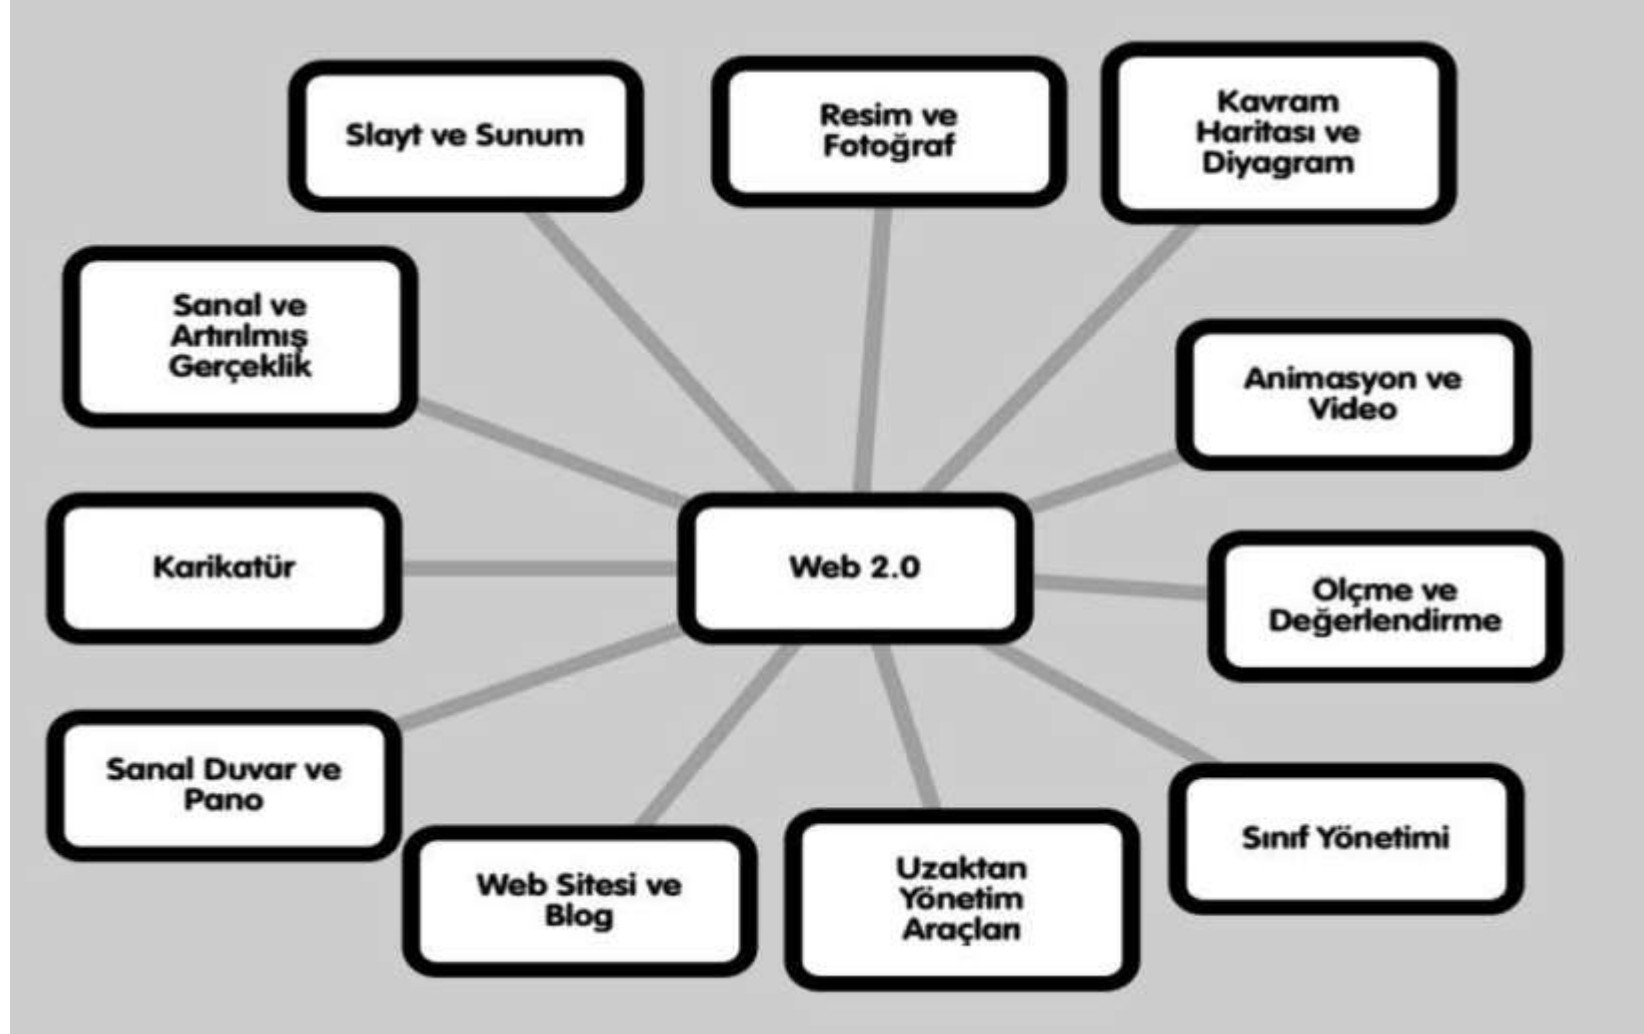 Slayt ve Sunum
Resim ve
Fotoğraf
Kavram
Haritası ve
Diyagram
Sanal ve
Artırılmış
Gerçeklik
Animasyon ve
Video
Karikatür
Web 2.0
Olçme ve
Değerlendirme
Sanal Duvar ve
Pano
Web Sitesi ve
Blog
Uzaktan
Yönetim
Araçları
Sınıf Yönetimi